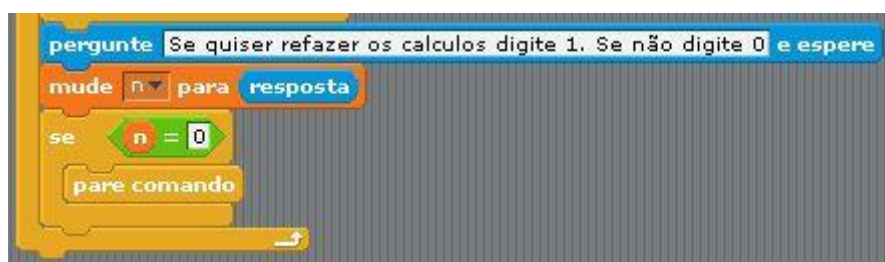 pergunte Se quiser refazer os calculos digite 1. Se não digite 0 e espere
mude n para resposta
se n = 0
pare comando